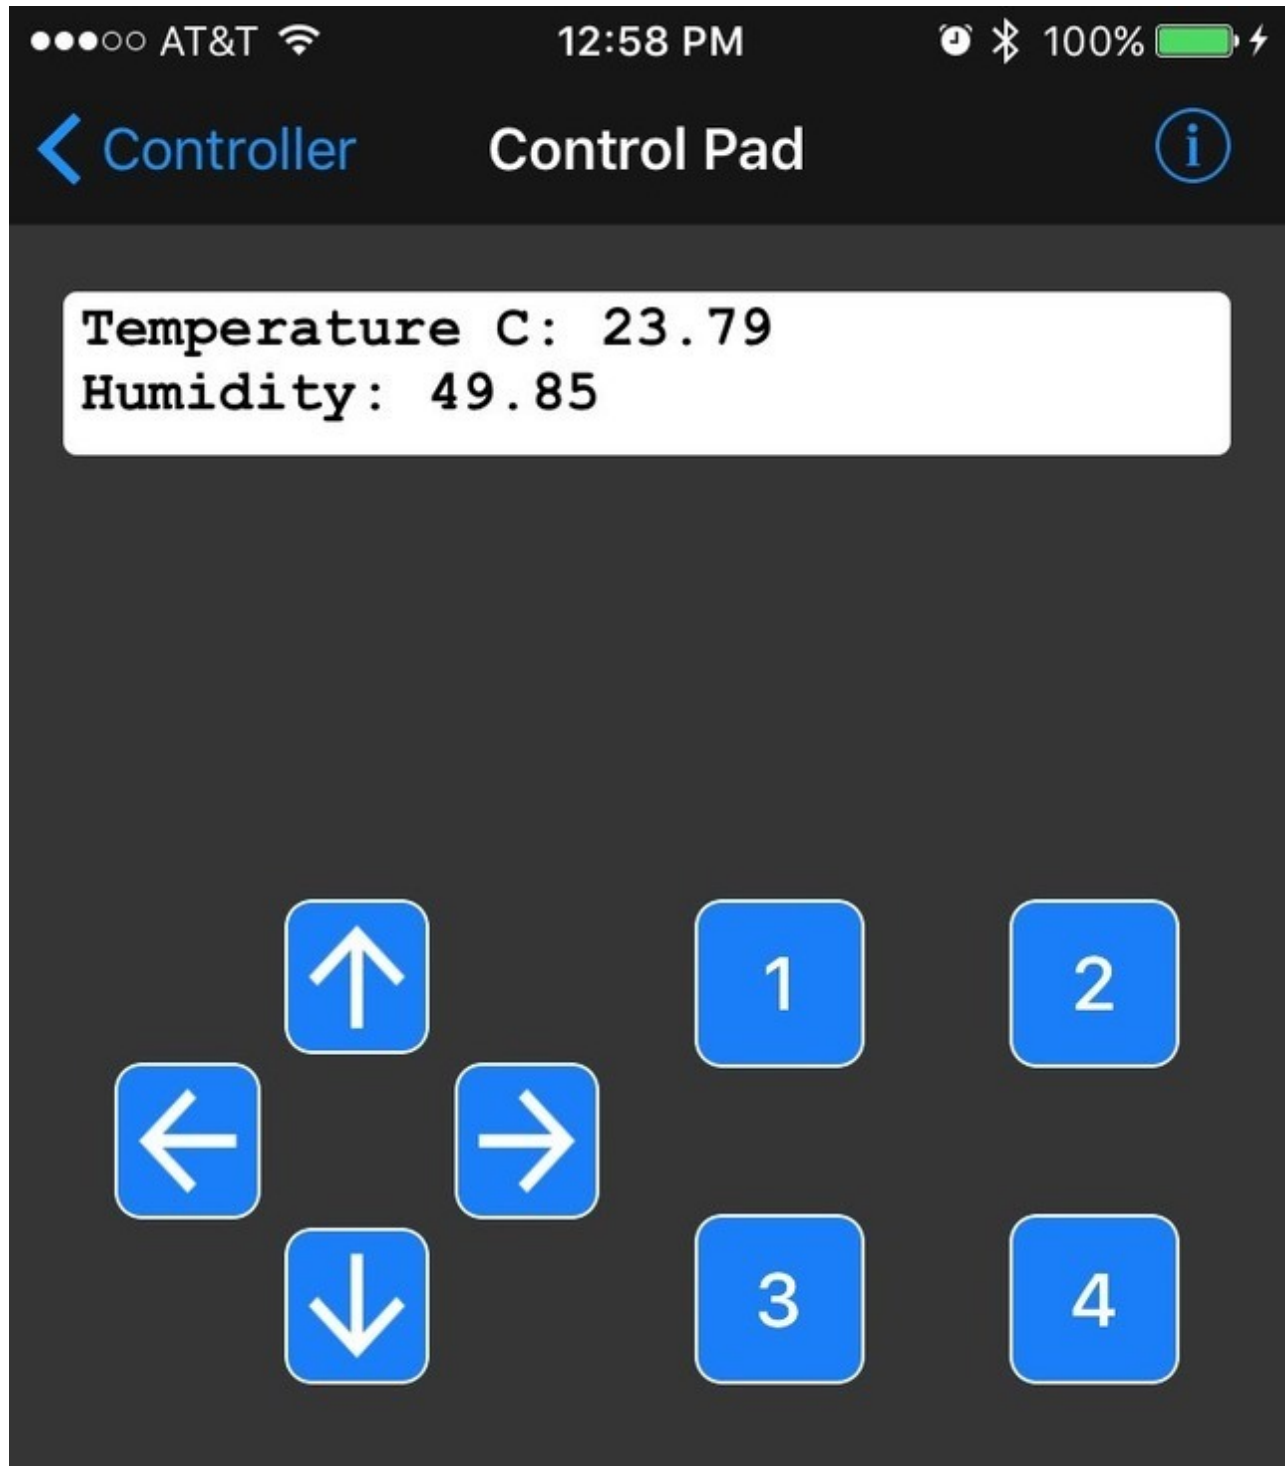 AT&T 12:58 PM 100%
Controller Control Pad i
Temperature C: 23.79
Humidity: 49.85
1 2
3 4